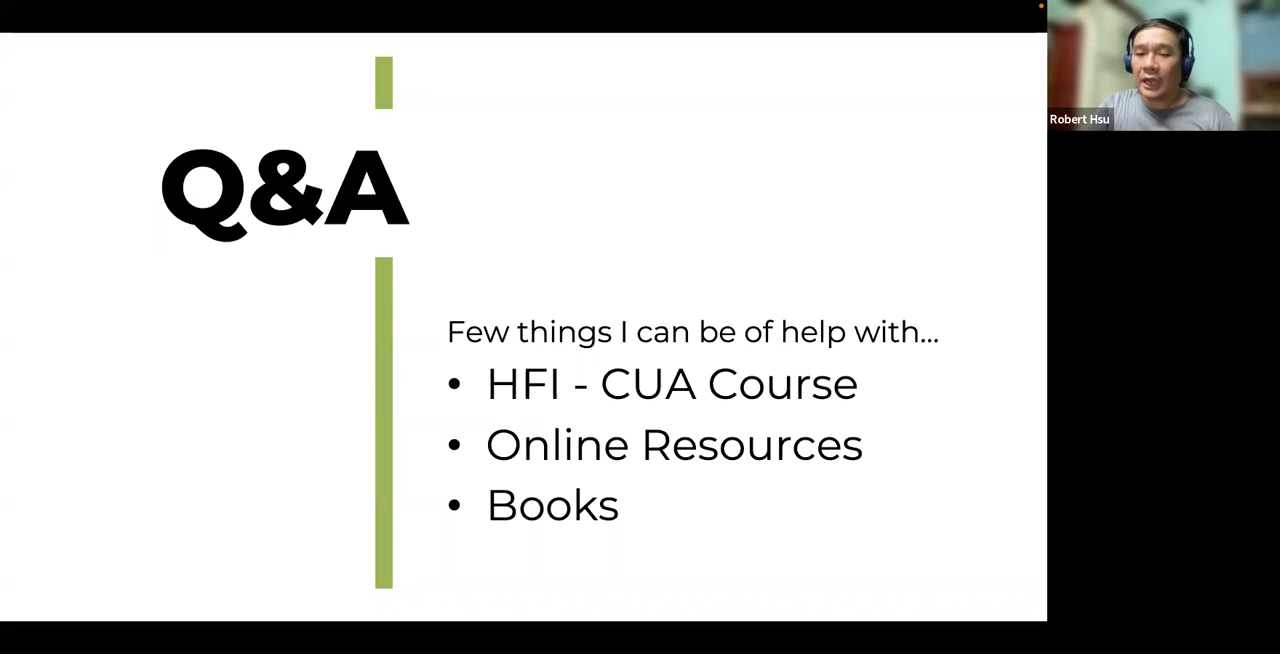 Q&A
Few things I can be of help with...
• HFI - CUA Course
• Online Resources
• Books
Robert Hsu